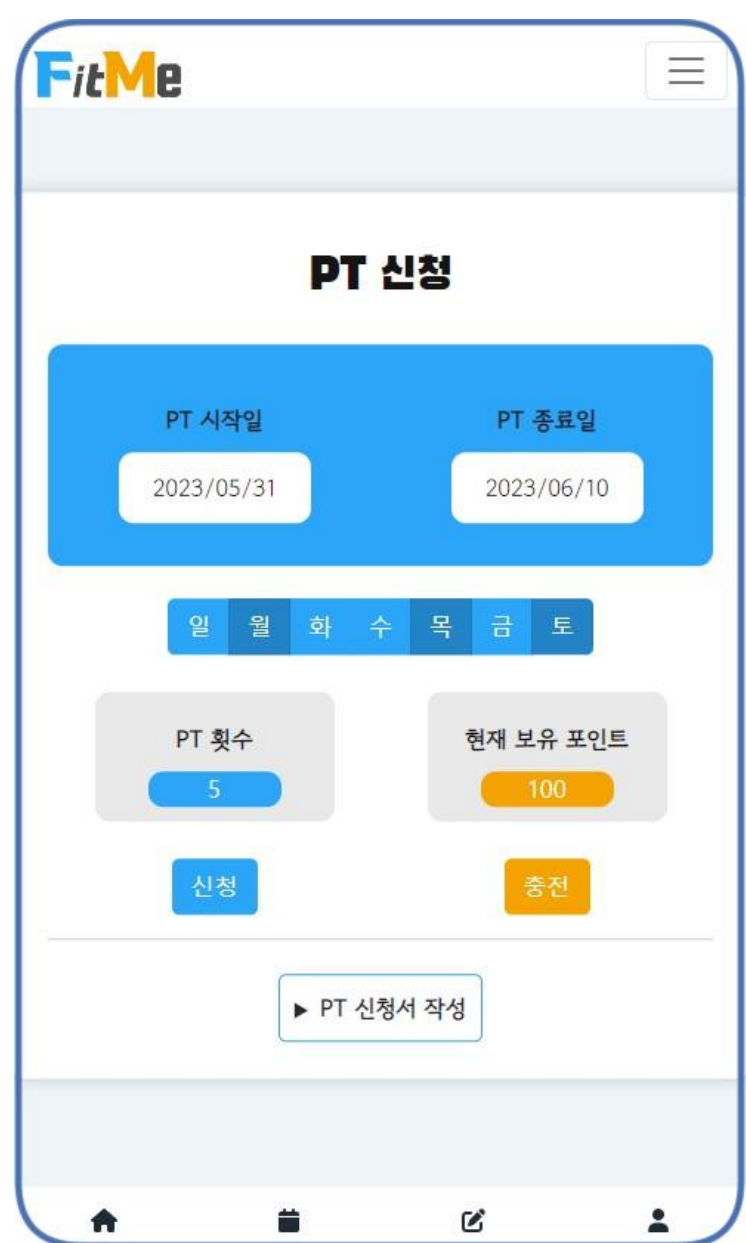 FitMe
PT 신청
PT 시작일
PT 종료일
2023/05/31
2023/06/10
일 월 화 수 목 금 토
PT 횟수
현재 보유 포인트
5
100
신청
충전
▶ PT 신청서 작성